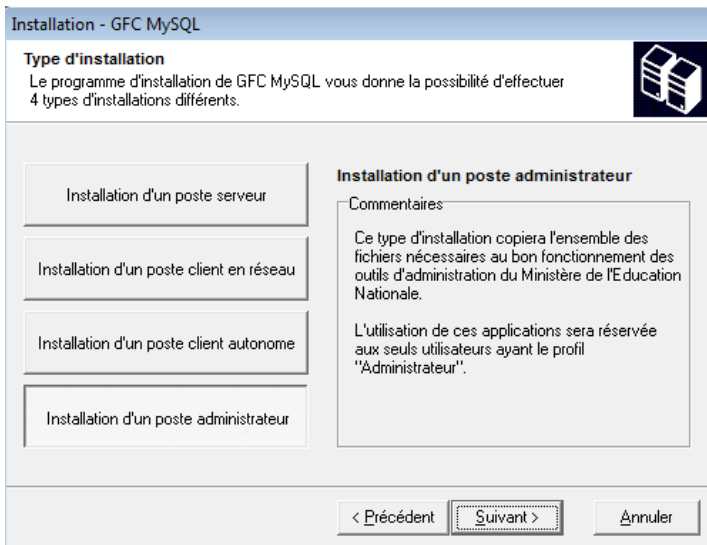 Installation - GFC MySQL
Type d'installation
Le programme d'installation de GFC MySQL vous donne la possibilité d'effectuer
4 types d'installations différents.
Installation d'un poste serveur
Installation d'un poste client en réseau
Installation d'un poste client autonome
Installation d'un poste administrateur
Installation d'un poste administrateur
Commentaires
Ce type d'installation copiera l'ensemble des
fichiers nécessaires au bon fonctionnement des
outils d'administration du Ministère de l'Education
Nationale.
L'utilisation de ces applications sera réservée
aux seuls utilisateurs ayant le profil
"Administrateur".
< Précédent
Suivant >
Annuler